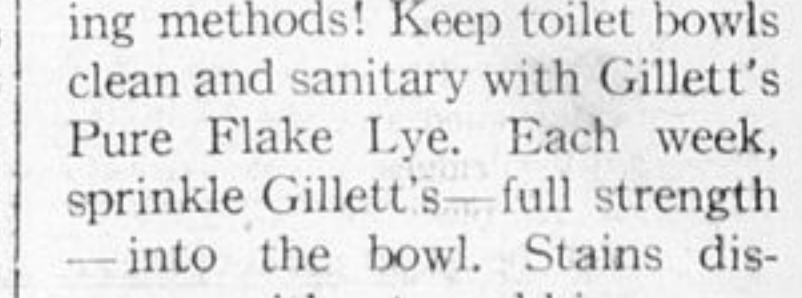 ing methods! Keep toilet bowls
clean and sanitary with Gillett's
Pure Flake Lye. Each week,
sprinkle Gillett's—full strength
—into the bowl. Stains dis-